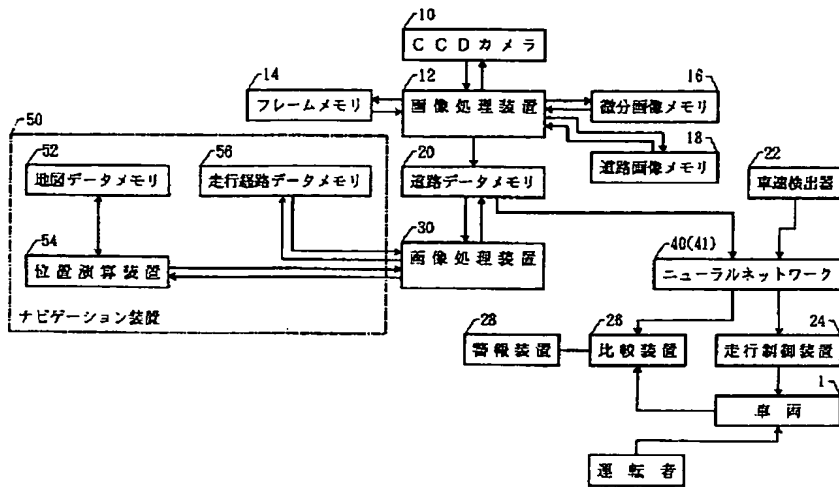 10
CCDカメラ
14
フレームメモリ
12
画像処理装置
16
微分画像メモリ
18
道路画像メモリ
50
52
地図データメモリ
56
走行経路データメモリ
20
道路データメモリ
22
車速検出器
54
位置演算装置
30
画像処理装置
40(41)
ニューラルネットワーク
ナビゲーション装置
28
警報装置
26
比較装置
24
走行制御装置
1
車両
運転者